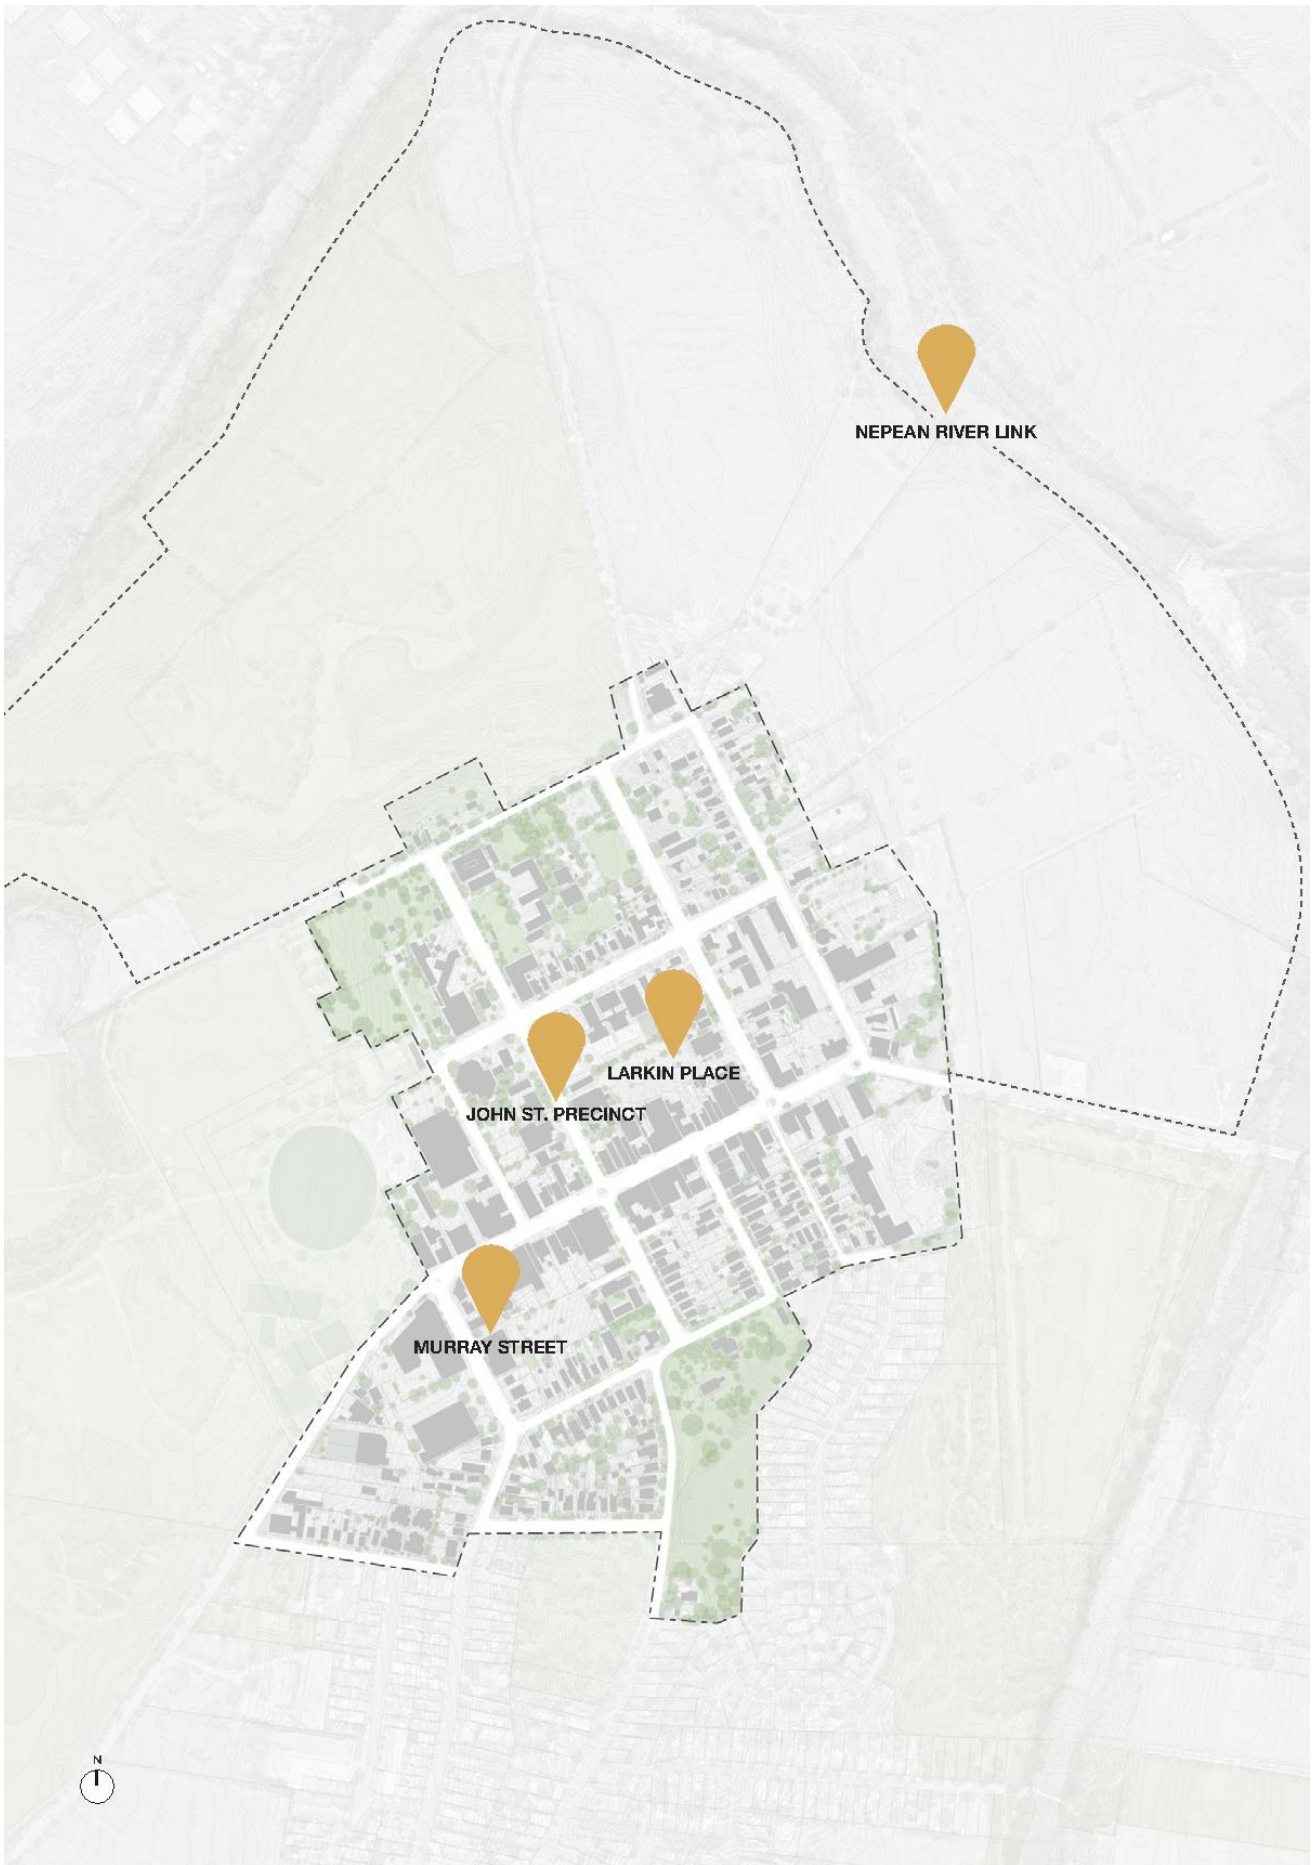 NEPEAN RIVER LINK
LARKIN PLACE
JOHN ST. PRECINCT
MURRAY STREET
N